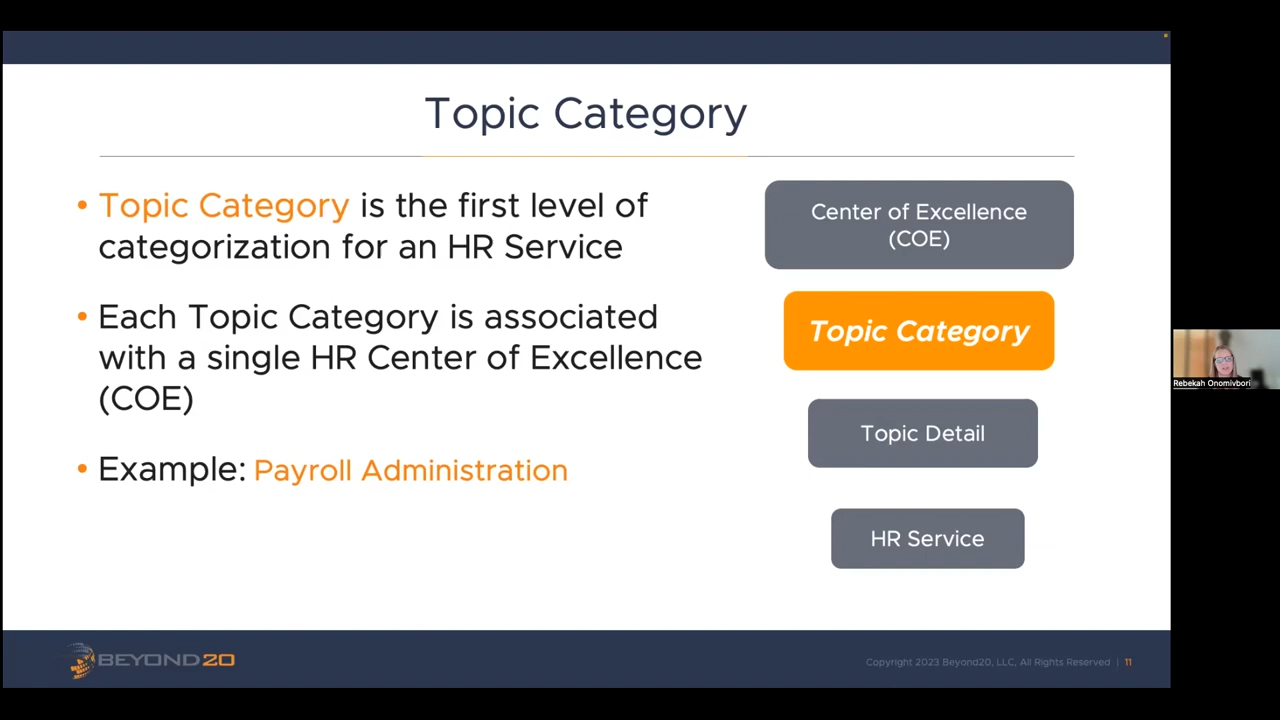 Topic Category
• Topic Category is the first level of
categorization for an HR Service
• Each Topic Category is associated
with a single HR Center of Excellence
(COE)
• Example: Payroll Administration
Center of Excellence
(COE)
Topic Category
Topic Detail
HR Service
Rebekah Onomivbori
BEYOND20
Copyright 2023 Beyond20, LLC, All Rights Reserved | 11